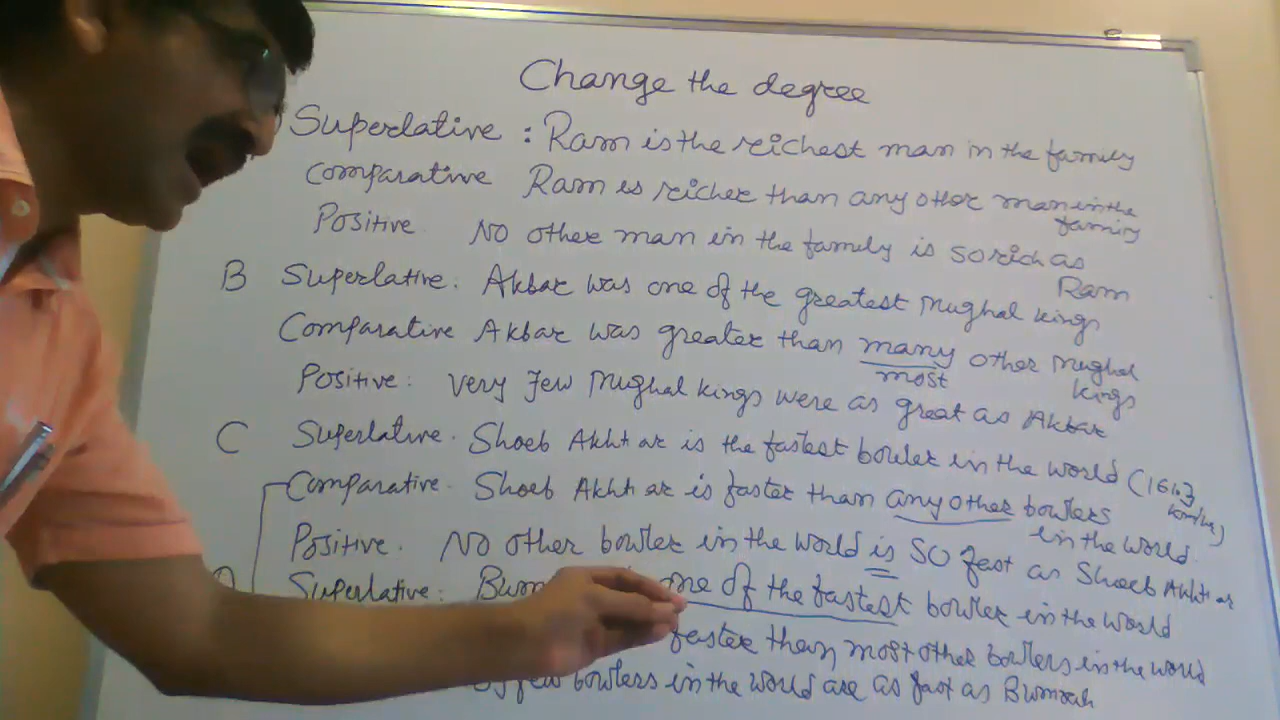 Change the degree
Superlative : Ram is the richest man in the family
Comparative Ram is richer than any other man in the family
Positive No other man in the family is so rich as Ram
B Superlative. Akbar was one of the greatest Mughal kings
Comparative Akbar was greater than many other Mughal kings
most
Positive: Very few Mughal kings were as great as Akbar
C Superlative. Shoeb Akhtar is the fastest bowler in the world (161.3 km/hr)
Comparative. Shoeb Akhtar is faster than any other bowlers in the world.
Positive. No other bowler in the world is so fast as Shoeb Akhtar
Superlative: one of the fastest bowler in the world
faster than most other bowlers in the world
few bowlers in the world are as fast as Bumrah